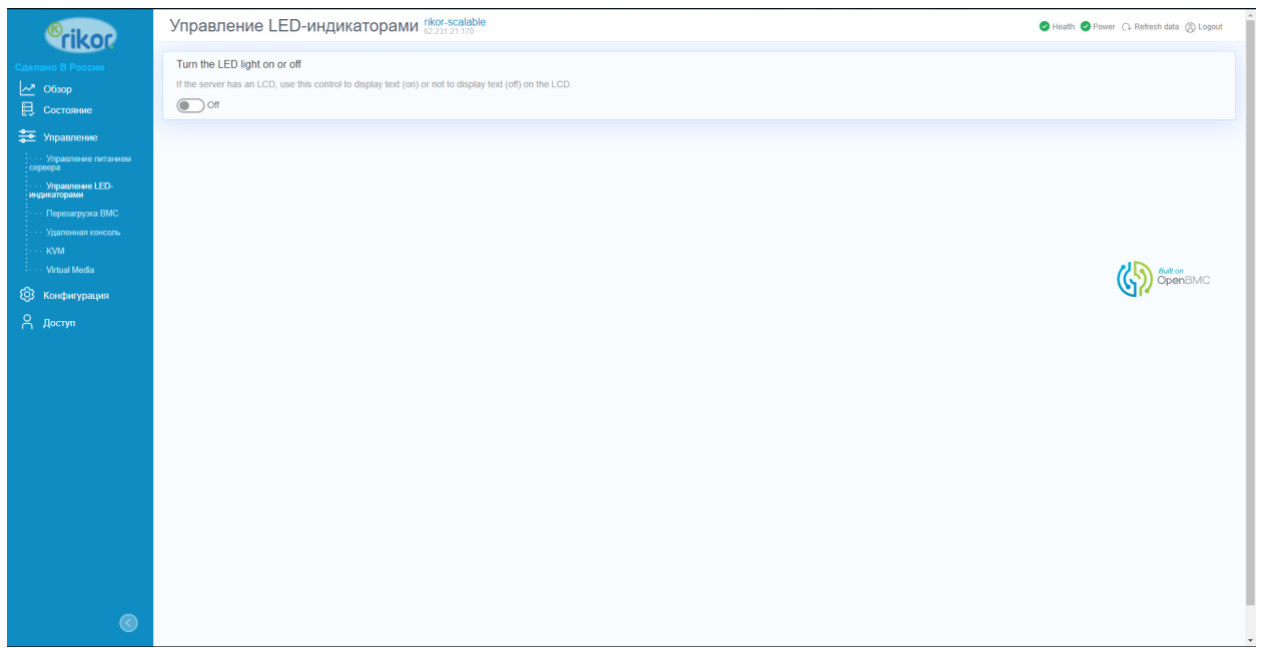 rikor
Сделано В России
Обзор
Состояние
Управление
Управление питанием
сервера
Управление LED-
индикаторами
Перезагрузка BMC
Удаленная консоль
KVM
Virtual Media
Конфигурация
Доступ
Управление LED-индикаторами rikor-scalable
62.231.21.170
Health Power Refresh data Logout
Turn the LED light on or off
If the server has an LCD, use this control to display text (on) or not to display text (off) on the LCD.
Off
Built on
OpenBMC